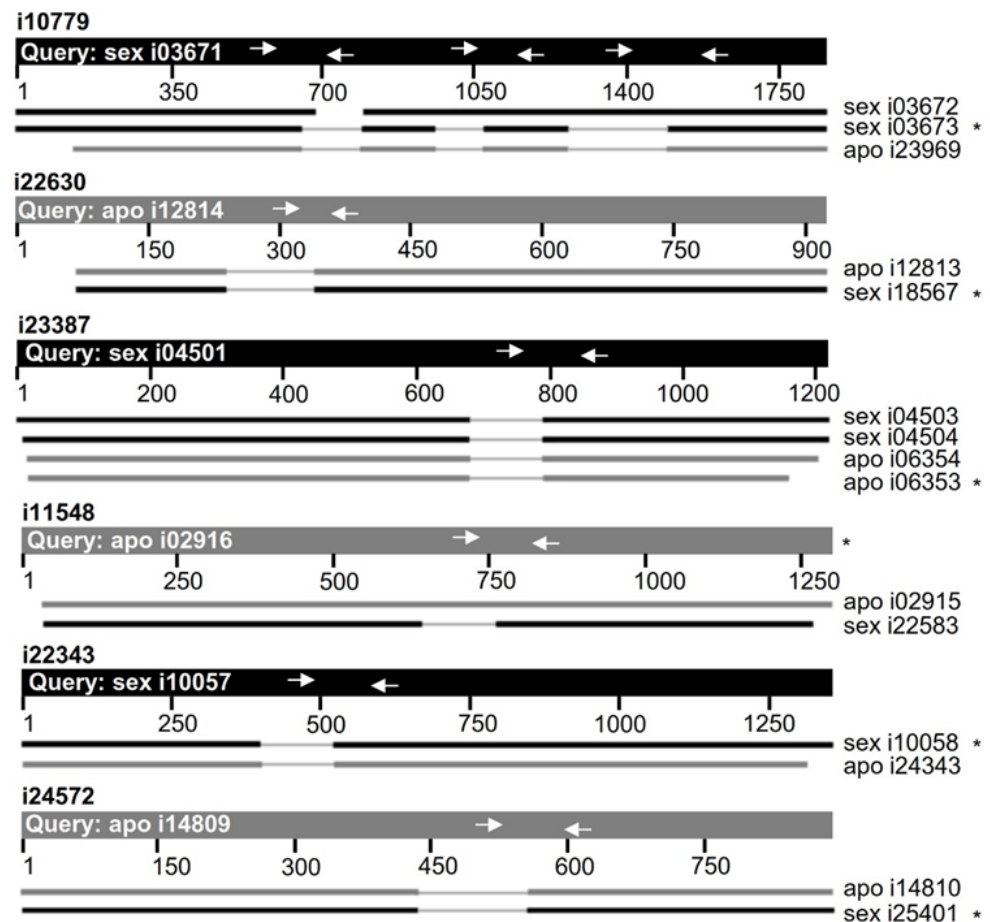 i10779
Query: sex i03671
1 350 700 1050 1400 1750
sex i03672
sex i03673 *
apo i23969
i22630
Query: apo i12814
1 150 300 450 600 750 900
apo i12813
sex i18567 *
i23387
Query: sex i04501
1 200 400 600 800 1000 1200
sex i04503
sex i04504
apo i06354
apo i06353 *
i11548
Query: apo i02916 *
1 250 500 750 1000 1250
apo i02915
sex i22583
i22343
Query: sex i10057
1 250 500 750 1000 1250
sex i10058 *
apo i24343
i24572
Query: apo i14809
1 150 300 450 600 750
apo i14810
sex i25401 *